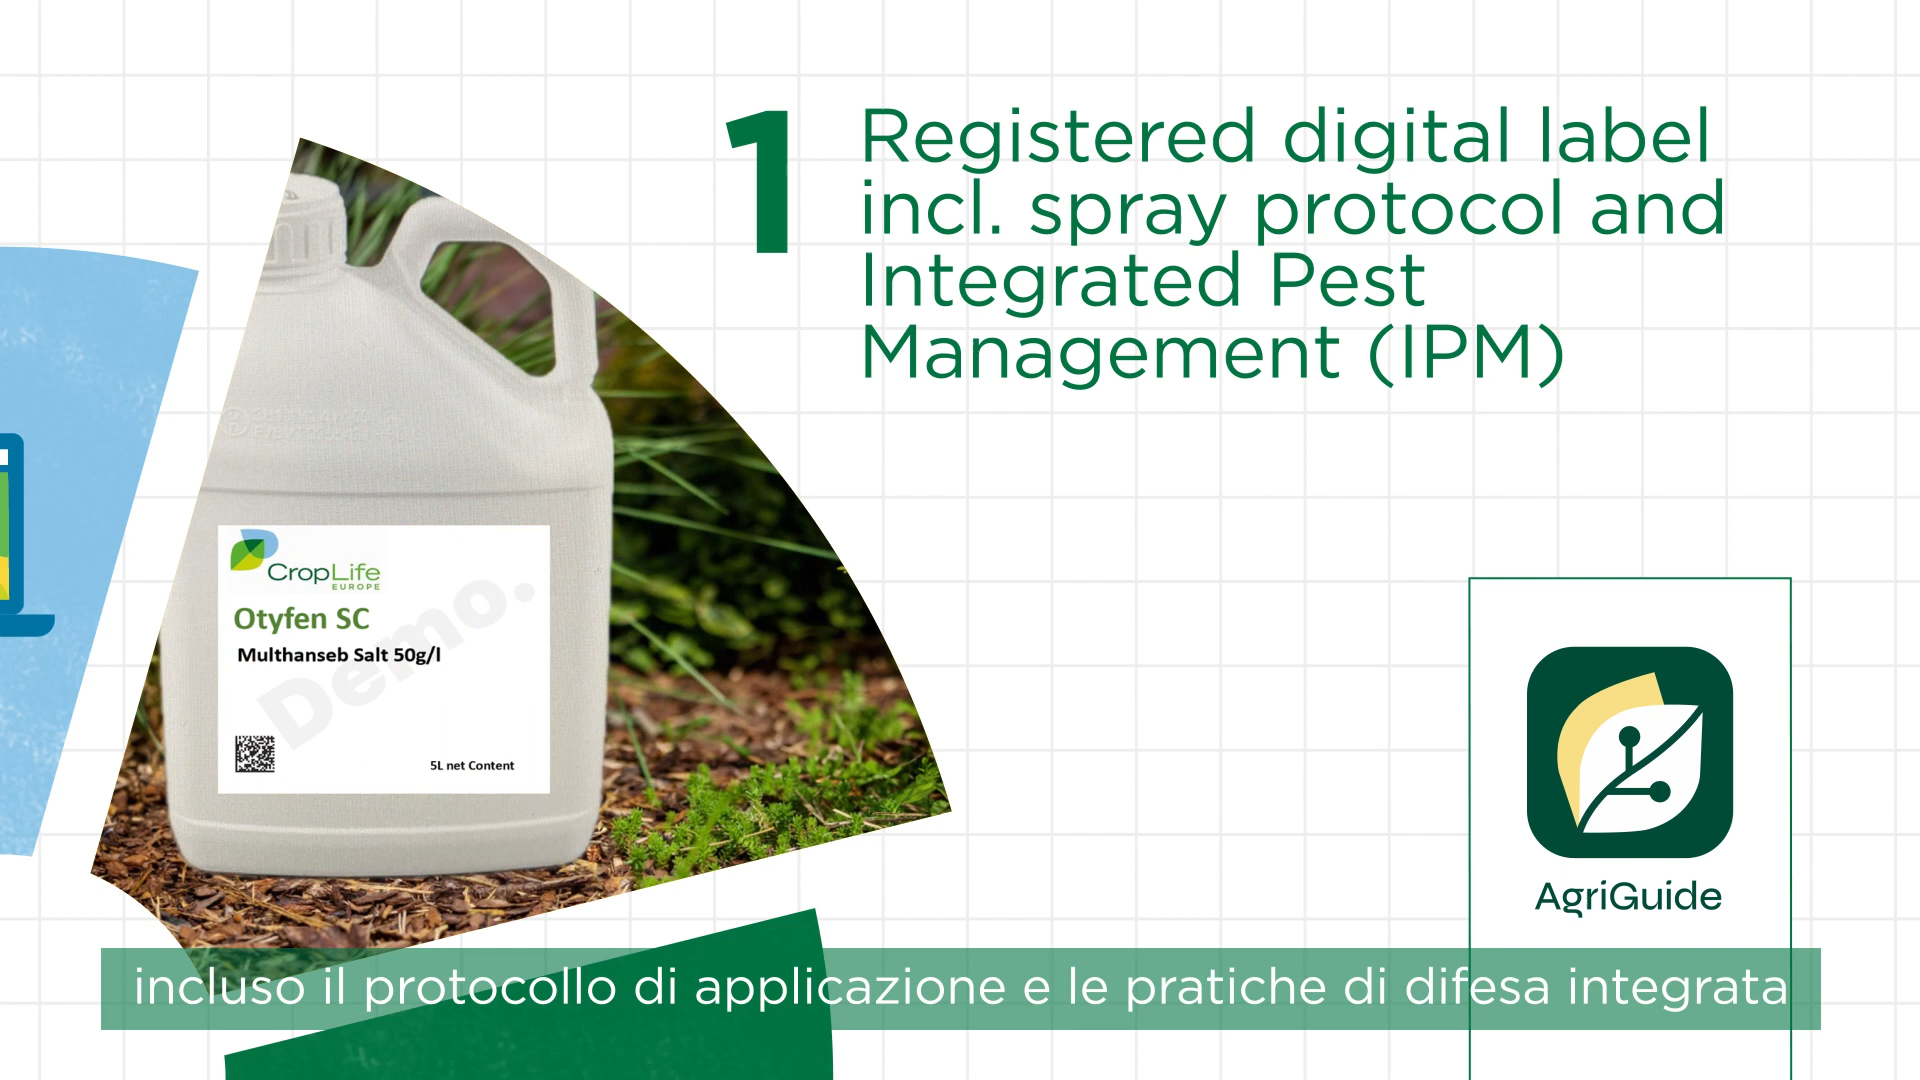 1
Registered digital label
incl. spray protocol and
Integrated Pest
Management (IPM)
CropLife
EUROPE
Otyfen SC
Multhanseb Salt 50g/l
Demo.
5L net Content
AgriGuide
incluso il protocollo di applicazione e le pratiche di difesa integrata